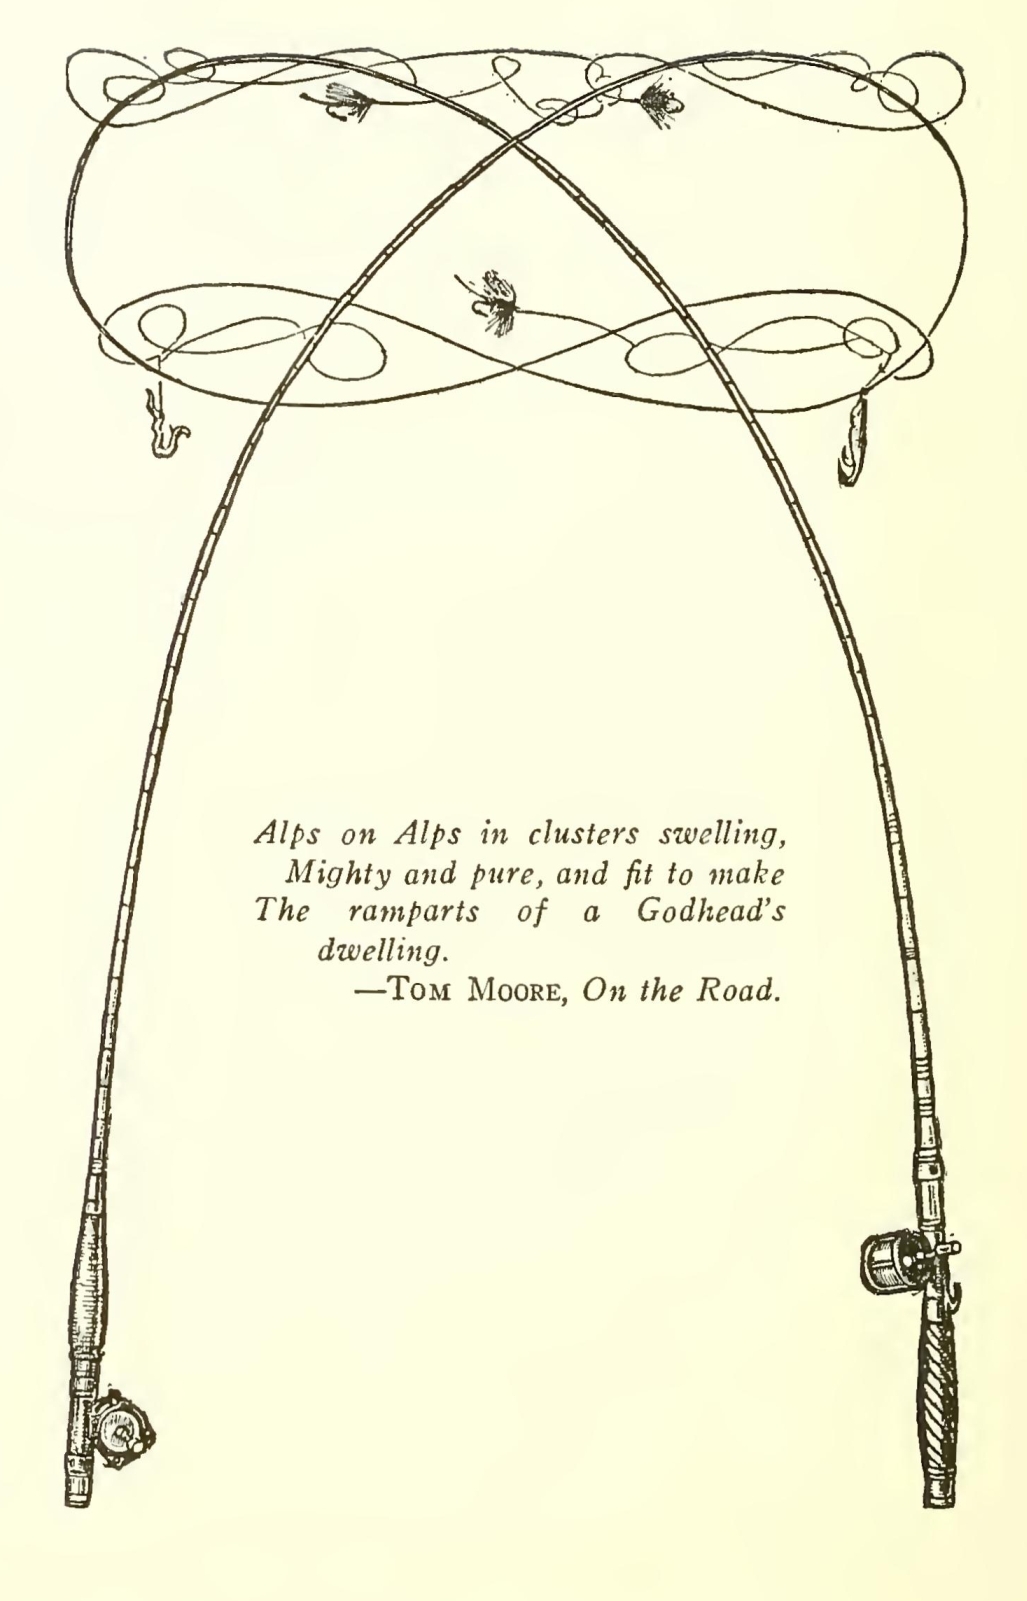 Alps on Alps in clusters swelling,
Mighty and pure, and fit to make
The ramparts of a Godhead's
dwelling.
—TOM MOORE, On the Road.